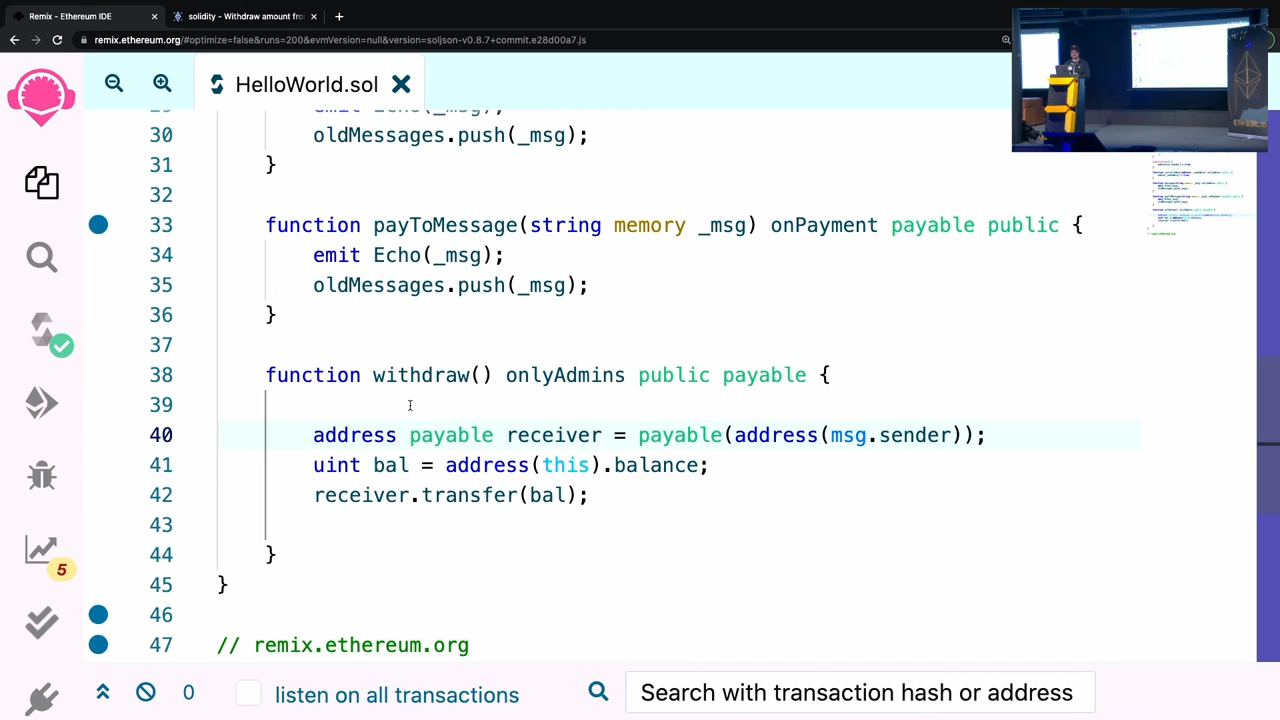 Remix - Ethereum IDE
solidity - Withdraw amount fro
remix.ethereum.org/#optimize=false&runs=200&evmVersion=null&version=soljson-v0.8.7+commit.e28d00a7.js
HelloWorld.sol
30 oldMessages.push(_msg);
31 }
32
33 function payToMessage(string memory _msg) onPayment payable public {
34 emit Echo(_msg);
35 oldMessages.push(_msg);
36 }
37
38 function withdraw() onlyAdmins public payable {
39
40 address payable receiver = payable(address(msg.sender));
41 uint bal = address(this).balance;
42 receiver.transfer(bal);
43
44 }
45 }
46
47 // remix.ethereum.org
5
0
listen on all transactions
Search with transaction hash or address